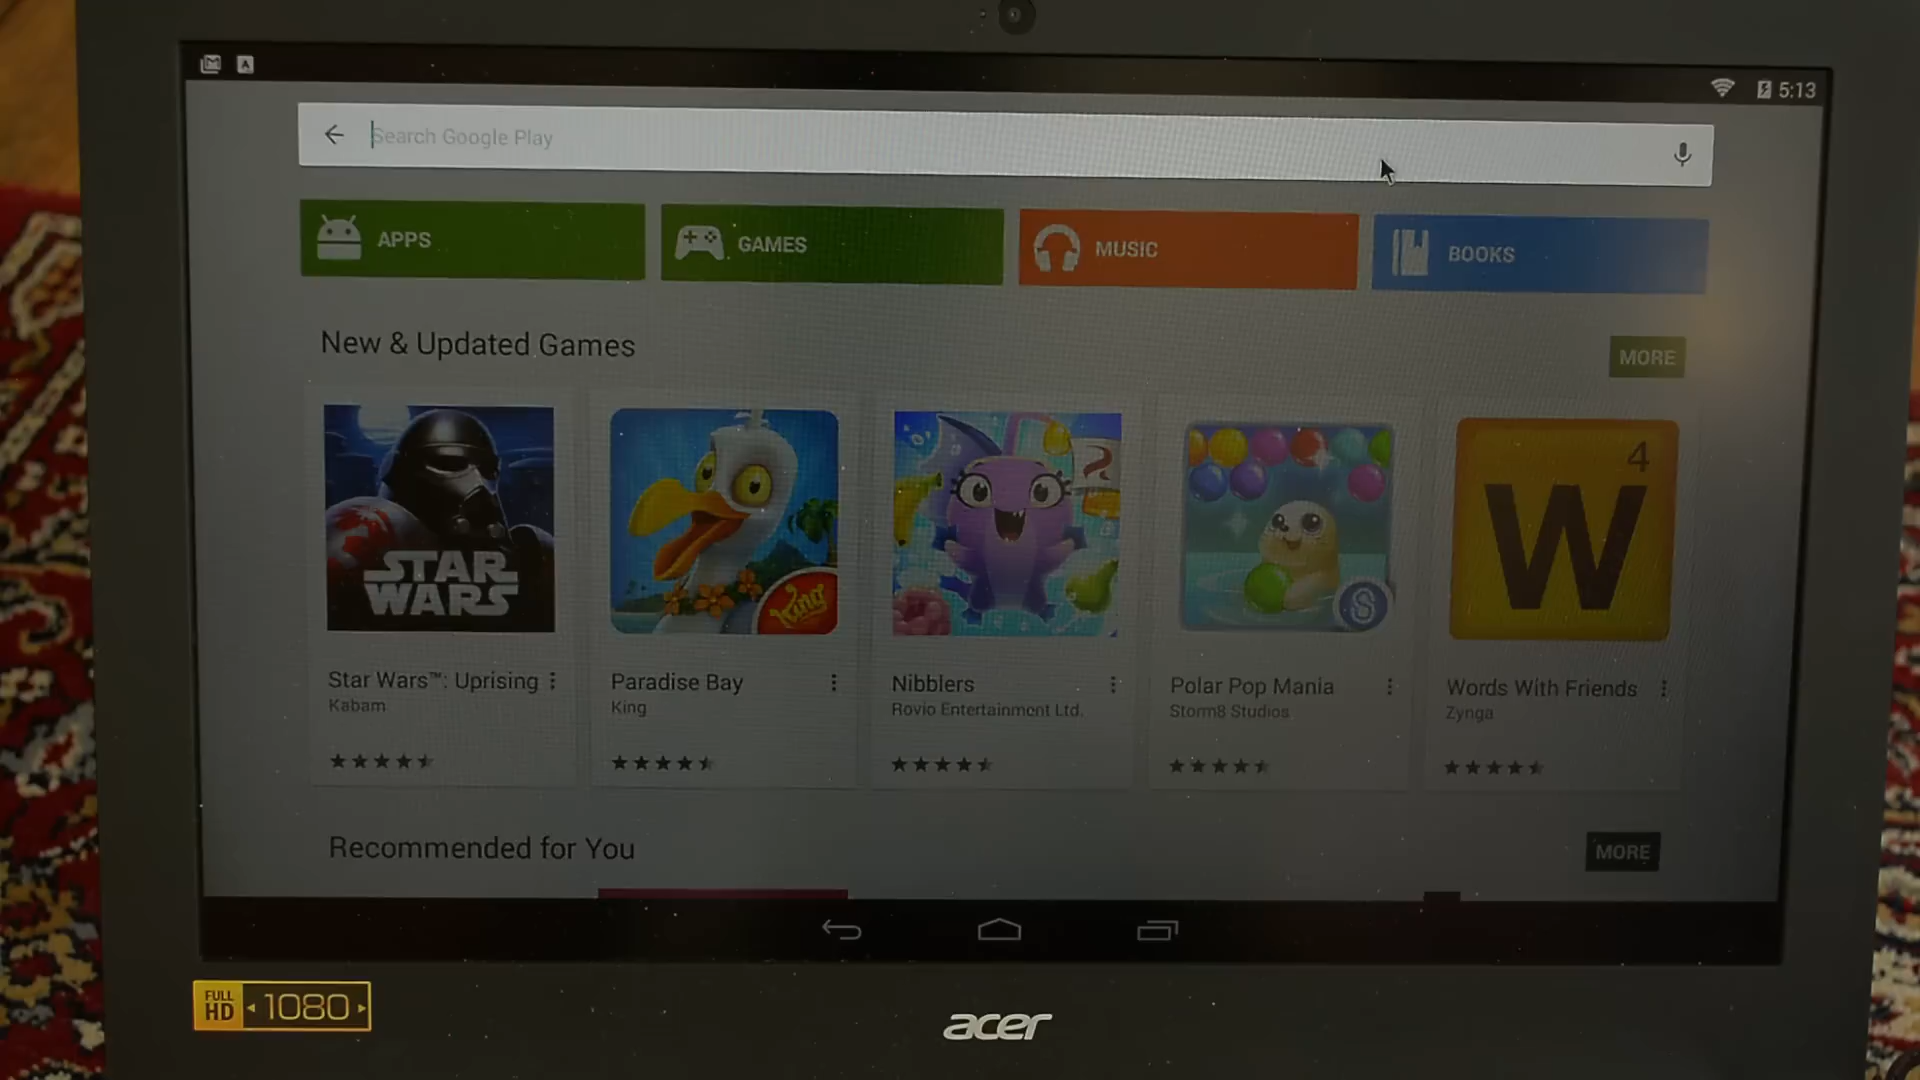 5:13
Search Google Play
APPS
GAMES
MUSIC
BOOKS
New & Updated Games
MORE
STAR
WARS
King
S
4
W
Star Wars™: Uprising
Kabam
Paradise Bay
King
Nibblers
Rovio Entertainment Ltd.
Polar Pop Mania
Storm8 Studios
Words With Friends
Zynga
Recommended for You
MORE
FULL
HD
1080
acer